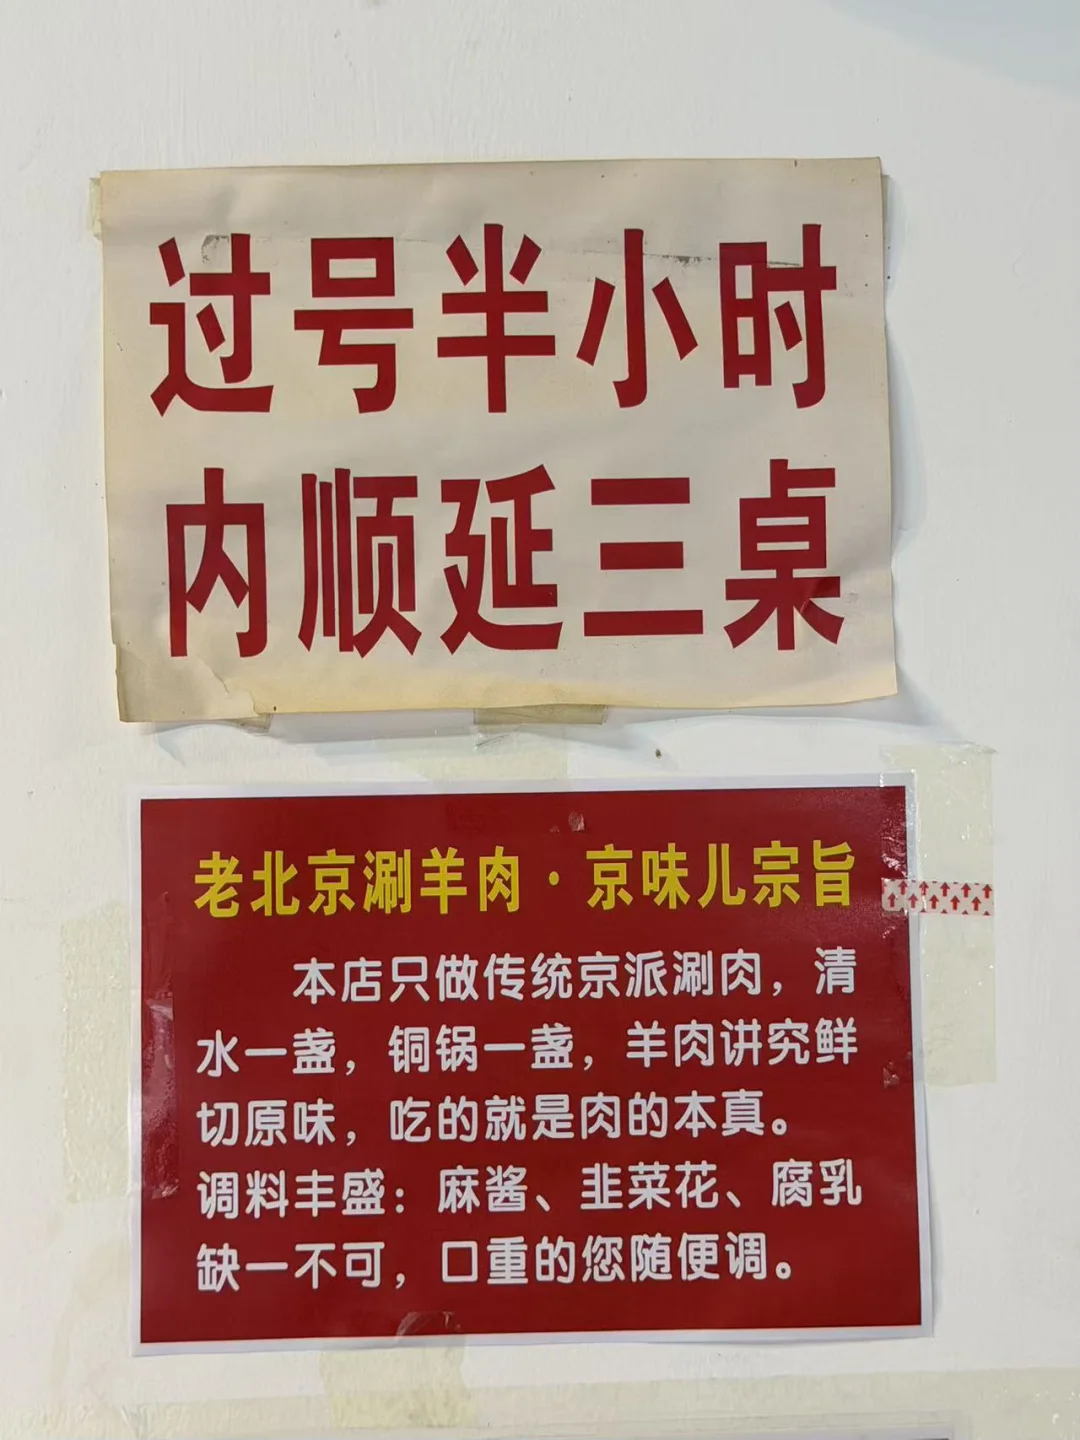 过号半小时
内顺延三桌
老北京涮羊肉·京味儿宗旨
本店只做传统京派涮肉，清
水一盏，铜锅一盏，羊肉讲究鲜
切原味，吃的就是肉的本真。
调料丰盛：麻酱、韭菜花、腐乳
缺一不可，口重的您随便调。